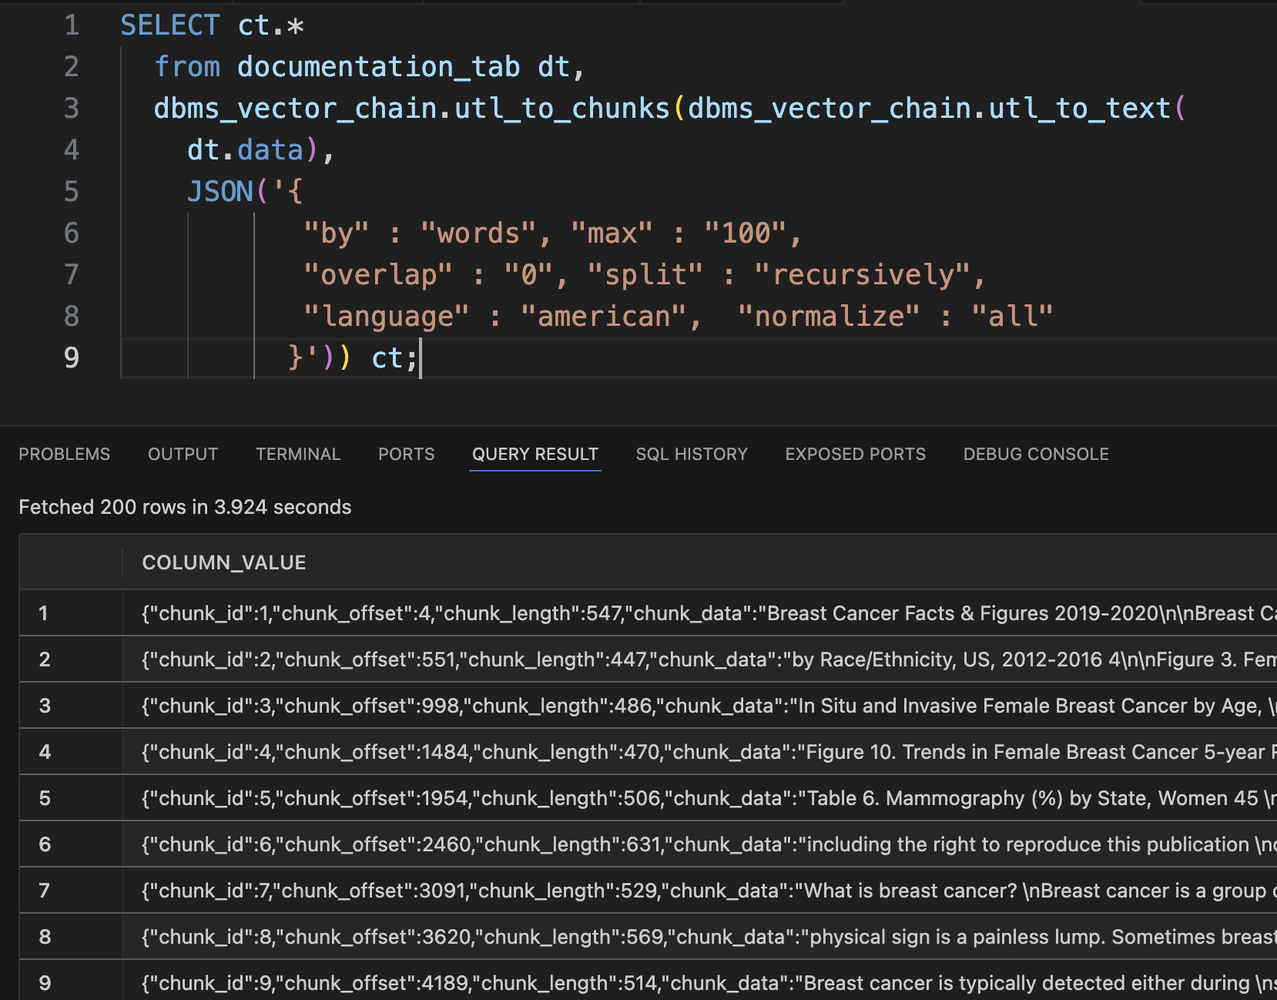 1 SELECT ct.*
2 from documentation_tab dt,
3 dbms_vector_chain.utl_to_chunks(dbms_vector_chain.utl_to_text(
4 dt.data),
5 JSON('{
6 "by" : "words", "max" : "100",
7 "overlap" : "0", "split" : "recursively",
8 "language" : "american",  "normalize" : "all"
9 }')) ct;
PROBLEMS OUTPUT TERMINAL PORTS QUERY RESULT SQL HISTORY EXPOSED PORTS DEBUG CONSOLE
Fetched 200 rows in 3.924 seconds
COLUMN_VALUE
1 {"chunk_id":1,"chunk_offset":4,"chunk_length":547,"chunk_data":"Breast Cancer Facts & Figures 2019-2020\n\nBreast Ca
2 {"chunk_id":2,"chunk_offset":551,"chunk_length":447,"chunk_data":"by Race/Ethnicity, US, 2012-2016 4\n\nFigure 3. Fem
3 {"chunk_id":3,"chunk_offset":998,"chunk_length":486,"chunk_data":"In Situ and Invasive Female Breast Cancer by Age, \n
4 {"chunk_id":4,"chunk_offset":1484,"chunk_length":470,"chunk_data":"Figure 10. Trends in Female Breast Cancer 5-year
5 {"chunk_id":5,"chunk_offset":1954,"chunk_length":506,"chunk_data":"Table 6. Mammography (%) by State, Women 45 \n
6 {"chunk_id":6,"chunk_offset":2460,"chunk_length":631,"chunk_data":"including the right to reproduce this publication \n
7 {"chunk_id":7,"chunk_offset":3091,"chunk_length":529,"chunk_data":"What is breast cancer? \nBreast cancer is a group
8 {"chunk_id":8,"chunk_offset":3620,"chunk_length":569,"chunk_data":"physical sign is a painless lump. Sometimes breast
9 {"chunk_id":9,"chunk_offset":4189,"chunk_length":514,"chunk_data":"Breast cancer is typically detected either during \n